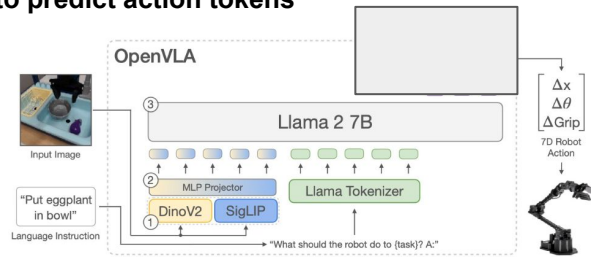 to predict action tokens
OpenVLA
Input Image
"Put eggplant
in bowl"
Language Instruction
③
Llama 2 7B
②
MLP Projector
①
DinoV2
SigLIP
Llama Tokenizer
"What should the robot do to {task}? A:"
Δx
Δθ
ΔGrip
7D Robot
Action